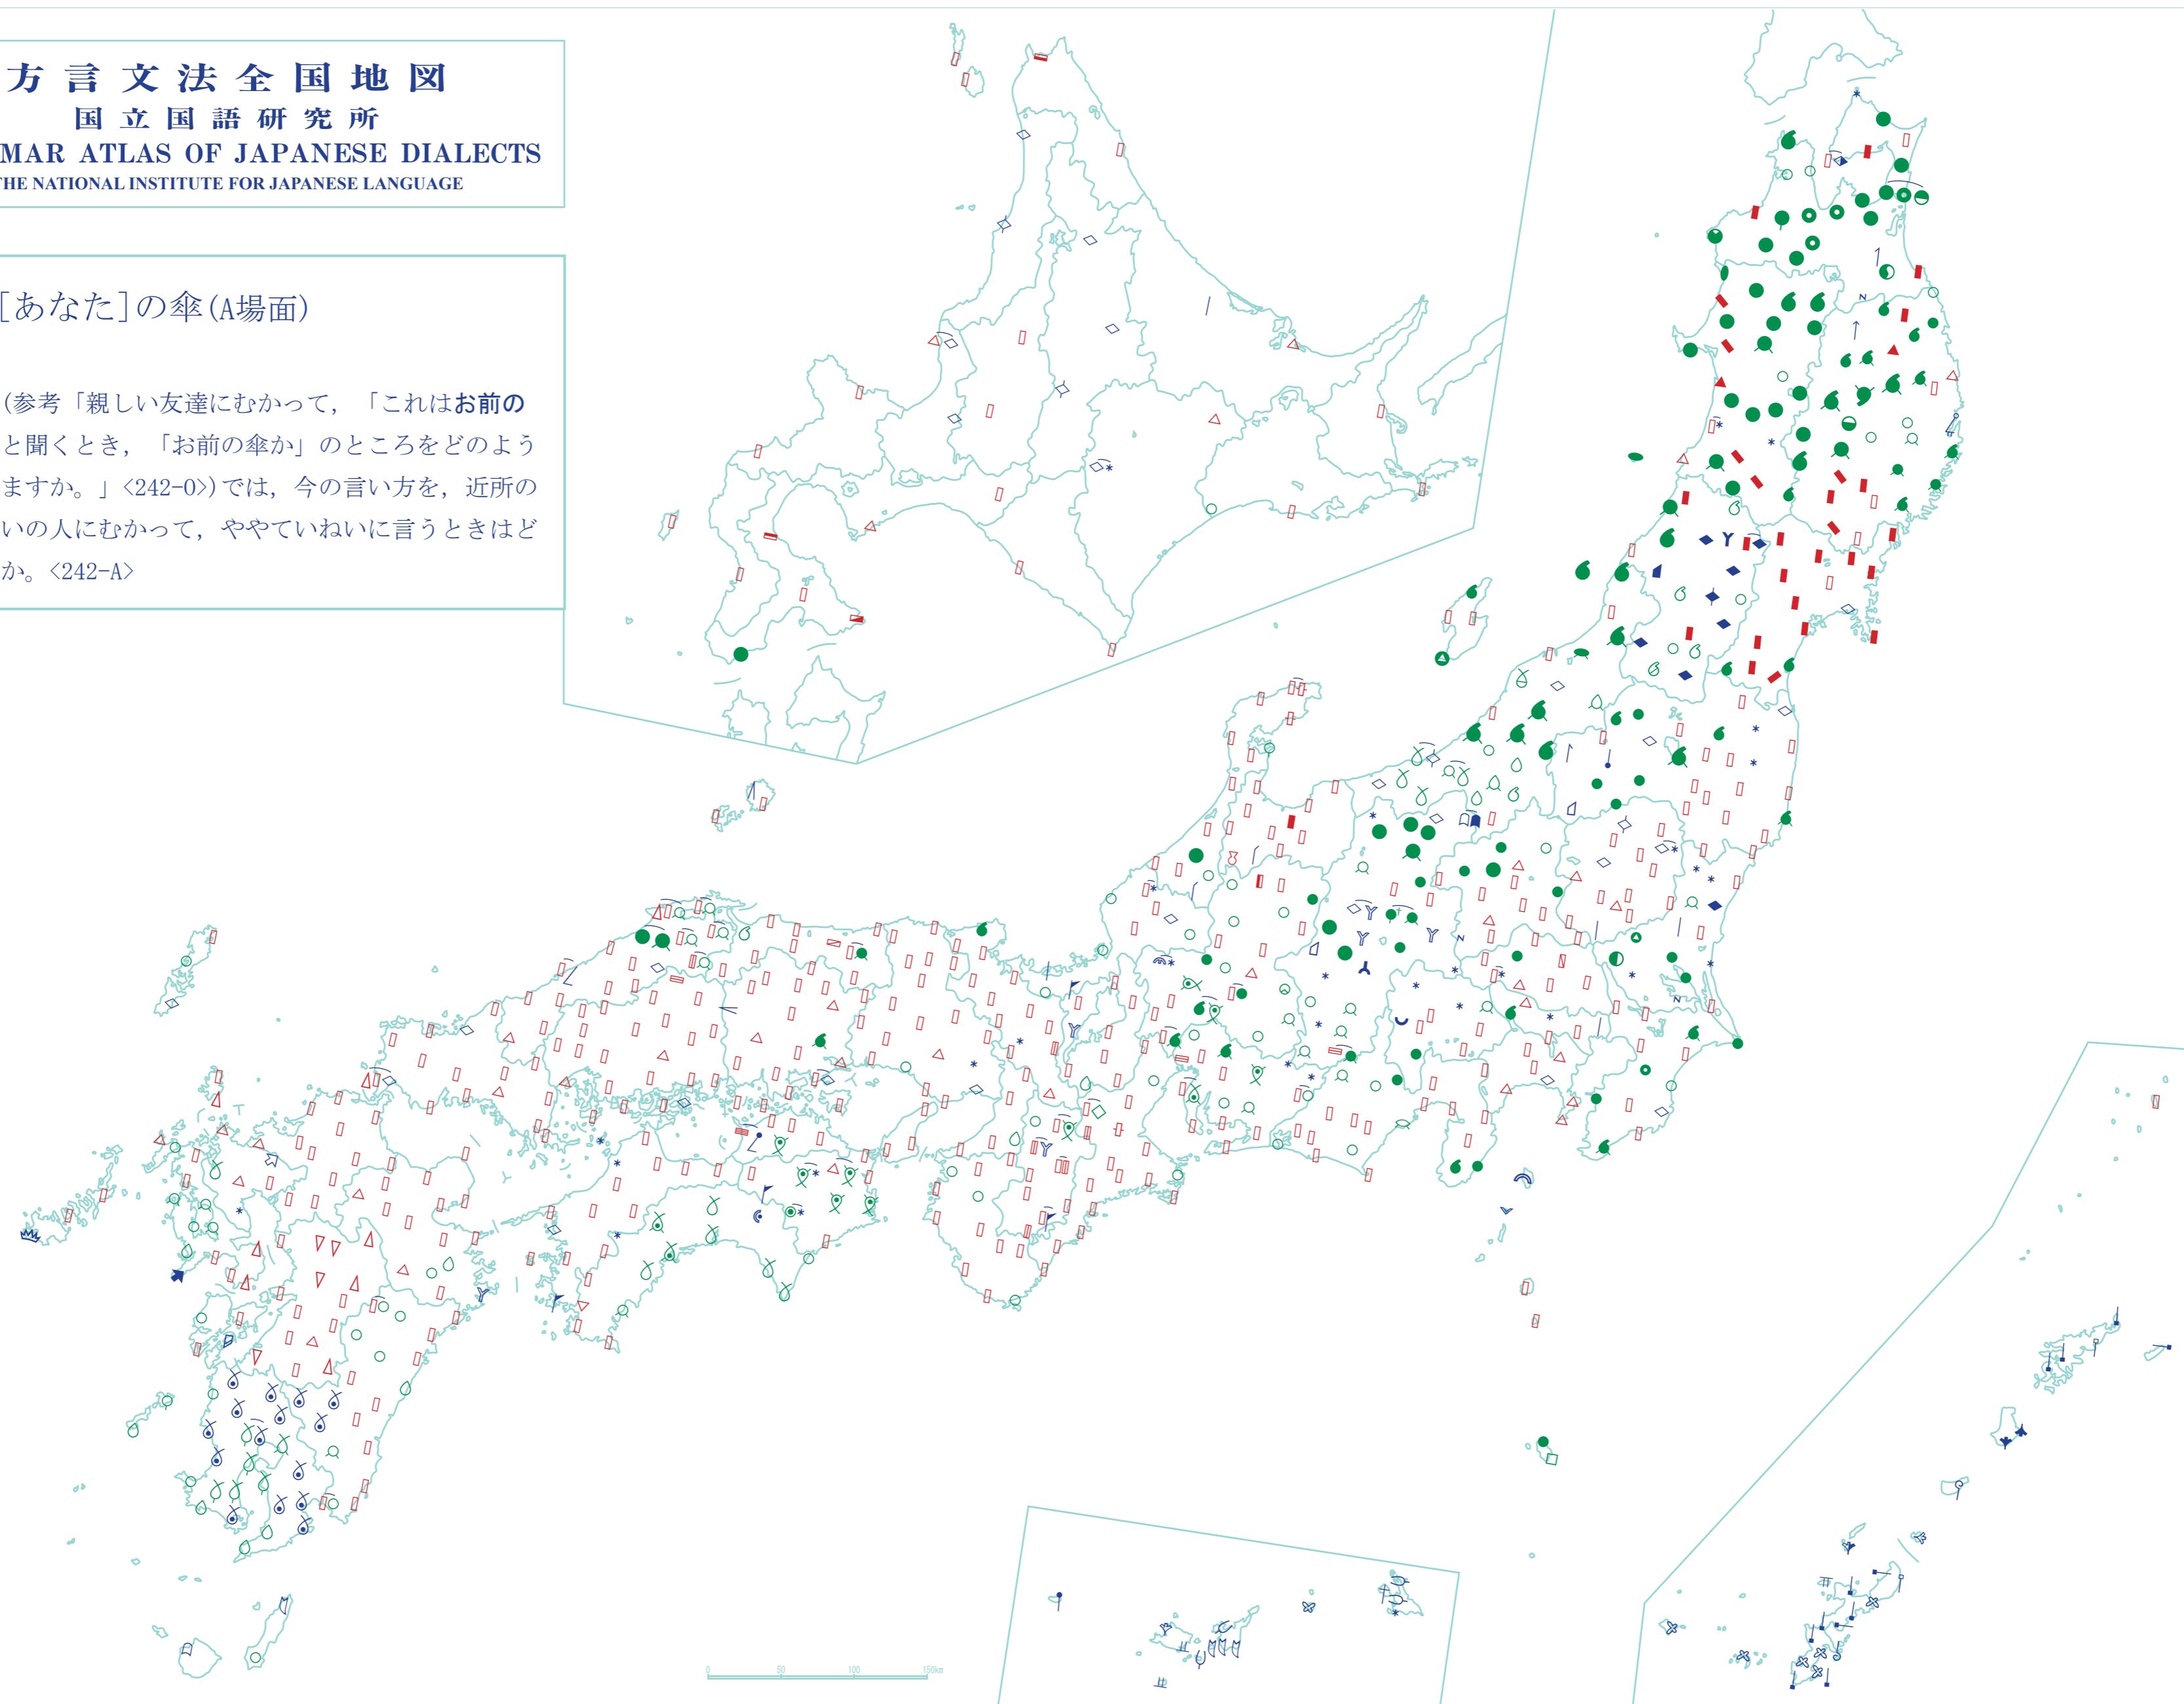 方言文法全国地図
国立国語研究所
MAR ATLAS OF JAPANESE DIALECTS
THE NATIONAL INSTITUTE FOR JAPANESE LANGUAGE
[あなた]の傘(A場面)
(参考「親しい友達にむかって，「これはお前の
と聞くとき，「お前の傘か」のところをどのよう
ますか。」<242-O>)では，今の言い方を，近所の
いの人にむかって，ややていねいに言うときはど
か。<242-A>
0 50 100 150km